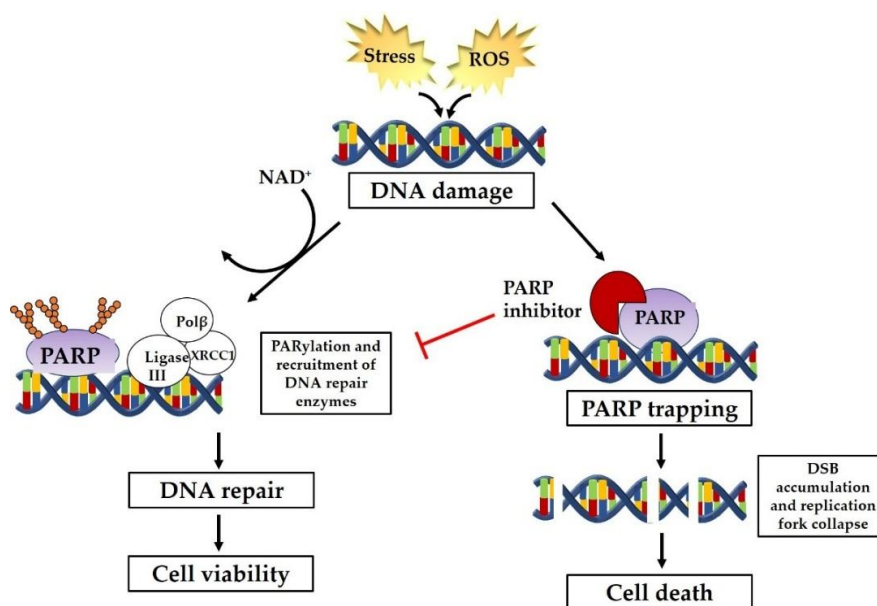 Stress
ROS
DNA damage
NAD⁺
PARP
inhibitor
PARP
PARP
Polβ
Ligase
III
XRCC1
PARylation and
recruitment of
DNA repair
enzymes
PARP trapping
DNA repair
DSB
accumulation
and replication
fork collapse
Cell viability
Cell death